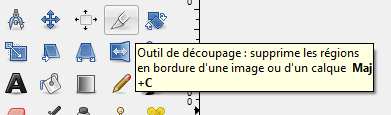 Outil de découpage : supprime les régions
en bordure d'une image ou d'un calque Maj
+C